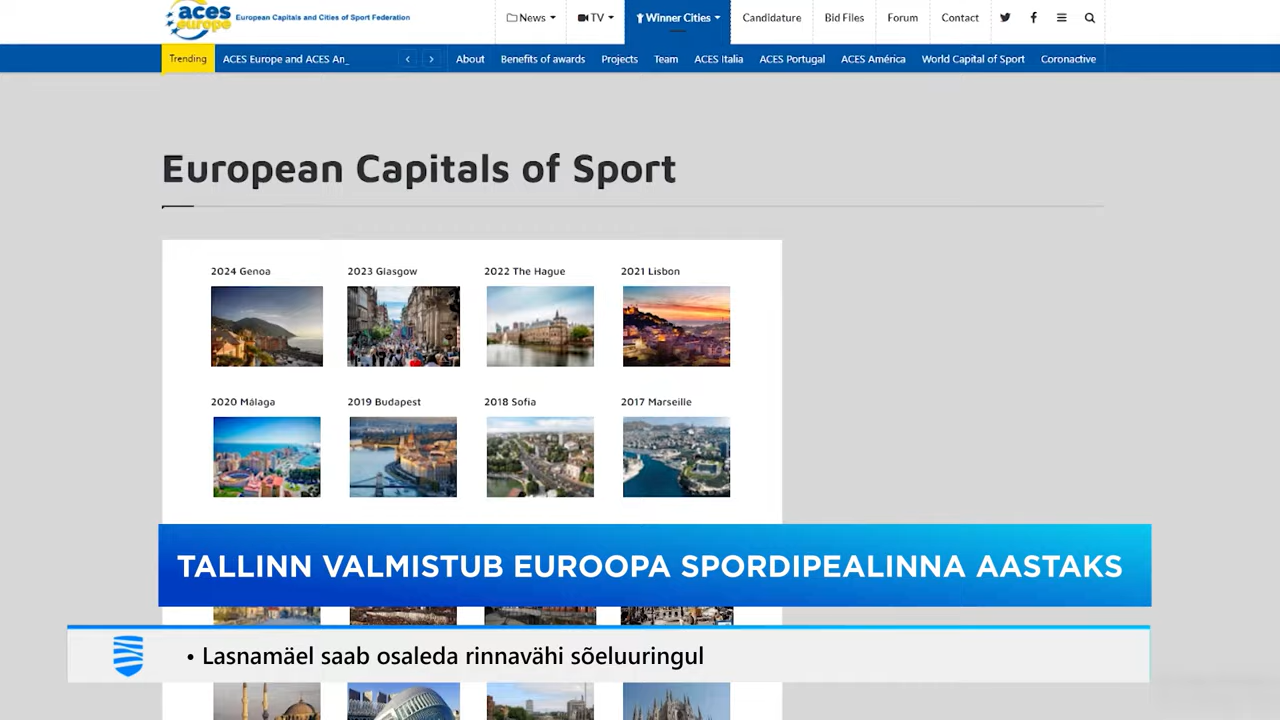 aces europe
European Capitals and Cities of Sport Federation
News
TV
Winner Cities
Candidature
Bid Files
Forum
Contact
Trending
ACES Europe and ACES An_
About
Benefits of awards
Projects
Team
ACES Italia
ACES Portugal
ACES América
World Capital of Sport
Coronactive
European Capitals of Sport
2024 Genoa
2023 Glasgow
2022 The Hague
2021 Lisbon
2020 Málaga
2019 Budapest
2018 Sofia
2017 Marseille
TALLINN VALMISTUB EUROOPA SPORDIPEALINNA AASTAKS
• Lasnamäel saab osaleda rinnavähi sõeluuringul